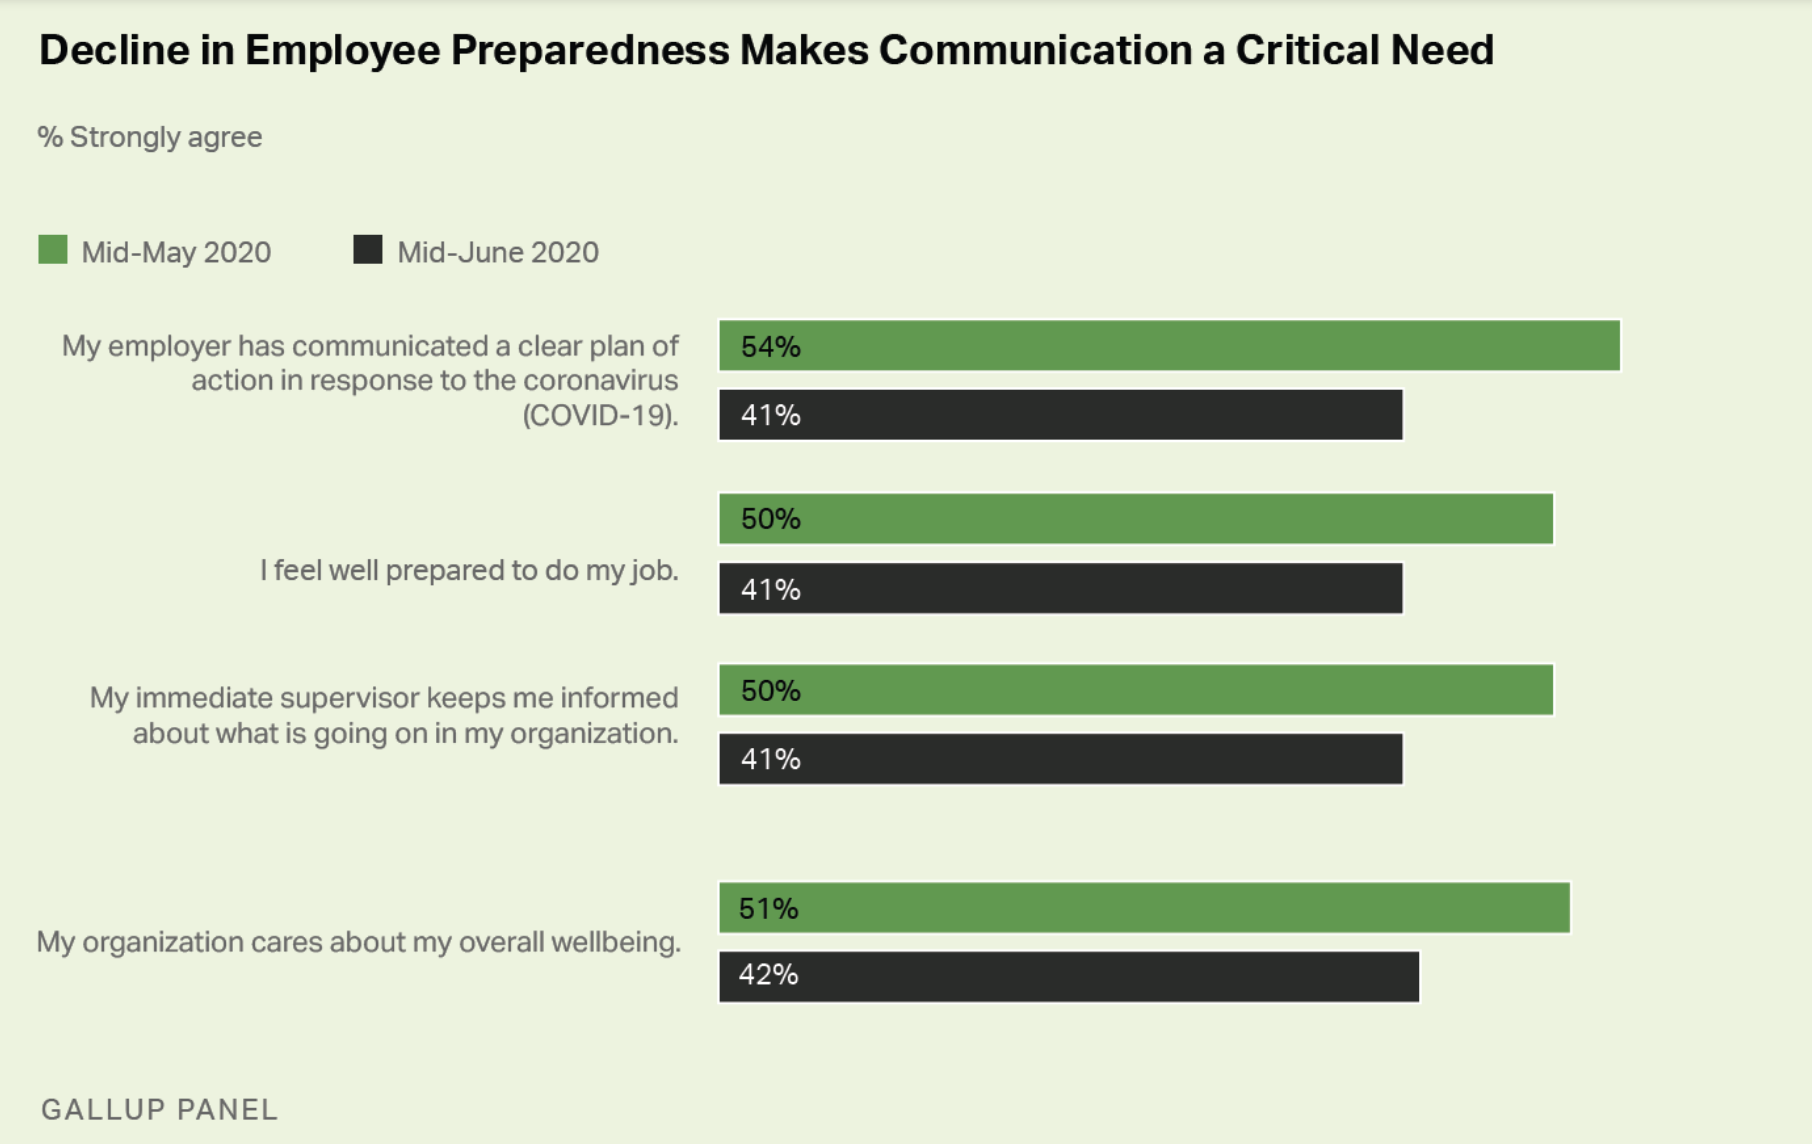 Decline in Employee Preparedness Makes Communication a Critical Need
% Strongly agree
Mid-May 2020
Mid-June 2020
My employer has communicated a clear plan of
action in response to the coronavirus
(COVID-19).
54%
41%
I feel well prepared to do my job.
50%
41%
My immediate supervisor keeps me informed
about what is going on in my organization.
50%
41%
My organization cares about my overall wellbeing.
51%
42%
GALLUP PANEL